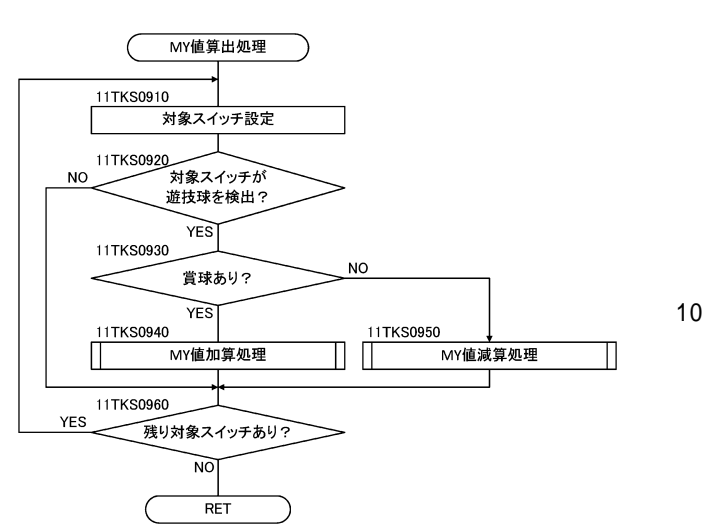 MY値算出処理
11TKS0910
対象スイッチ設定
11TKS0920
対象スイッチが
遊技球を検出？
NO
YES
11TKS0930
賞球あり？
NO
YES
11TKS0940
MY値加算処理
11TKS0950
MY値減算処理
10
11TKS0960
残り対象スイッチあり？
YES
NO
RET